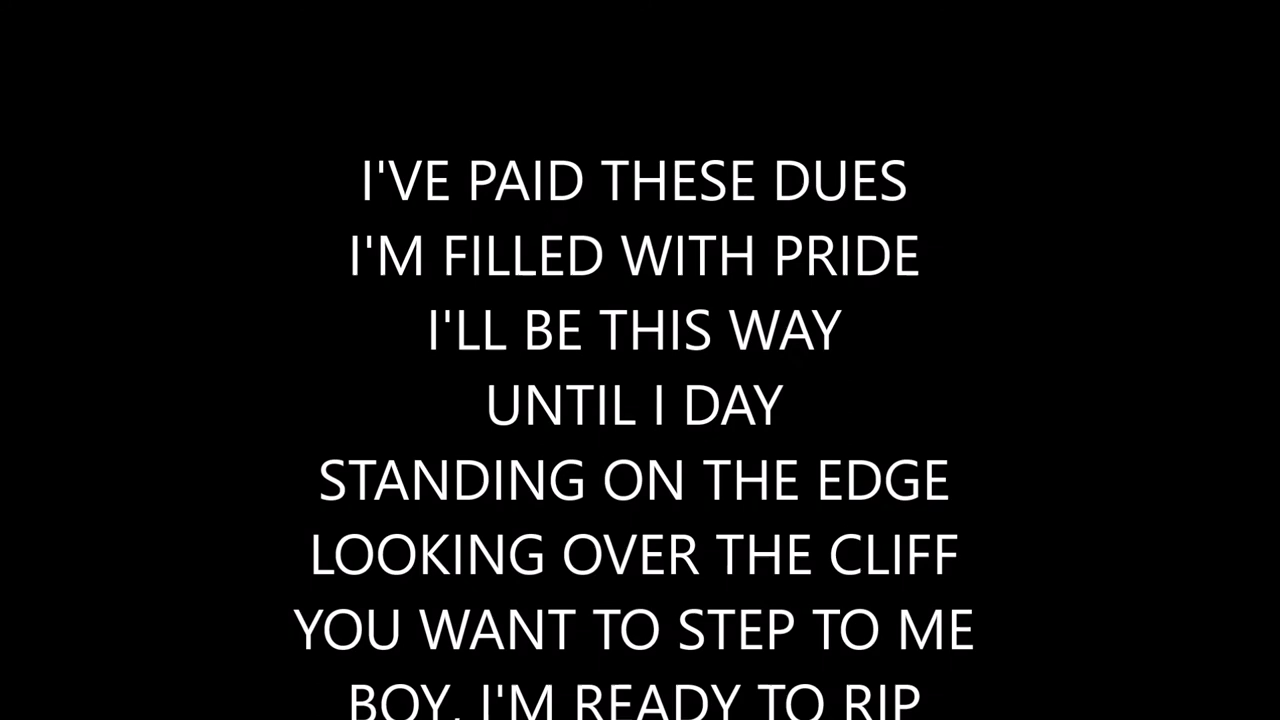 I'VE PAID THESE DUES
I'M FILLED WITH PRIDE
I'LL BE THIS WAY
UNTIL I DAY
STANDING ON THE EDGE
LOOKING OVER THE CLIFF
YOU WANT TO STEP TO ME
BOY, I'M READY TO RIP